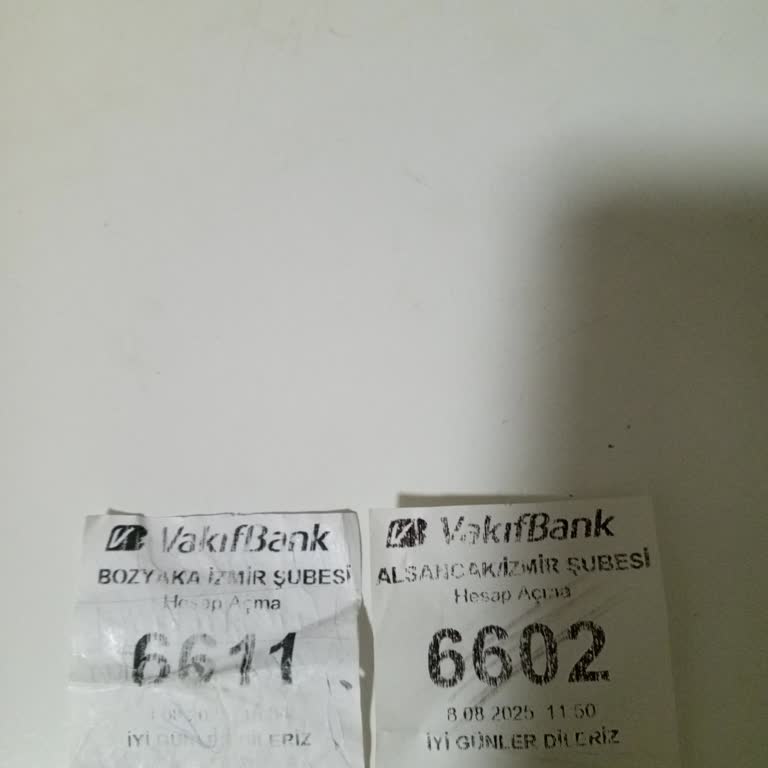 VakıfBank
BOZYAKA İZMİR ŞUBESİ
Hesap Açma
6611
İYİ GÜNLER DİLERİZ
VakıfBank
ALSANCAK/İZMİR ŞUBESİ
Hesap Açma
6602
8.08.2025 11:50
İYİ GÜNLER DİLERİZ